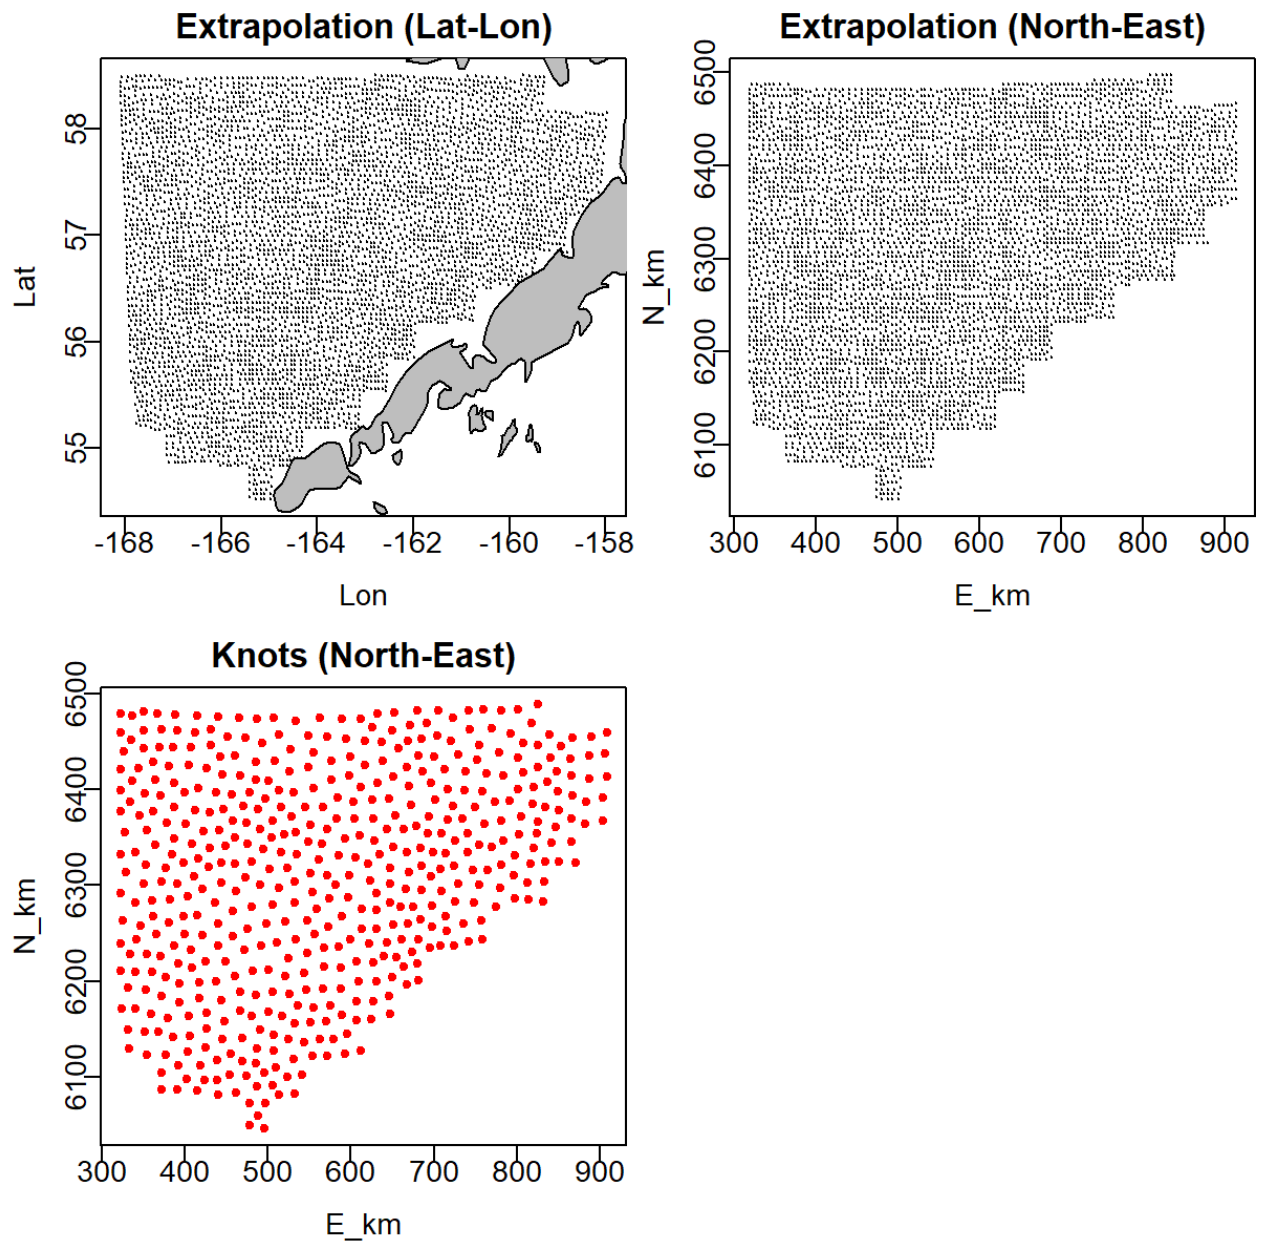 Extrapolation (Lat-Lon)
Lat
58
57
56
55
-168 -166 -164 -162 -160 -158
Lon
Extrapolation (North-East)
N_km
6500
6400
6300
6200
6100
300 400 500 600 700 800 900
E_km
Knots (North-East)
N_km
6500
6400
6300
6200
6100
300 400 500 600 700 800 900
E_km